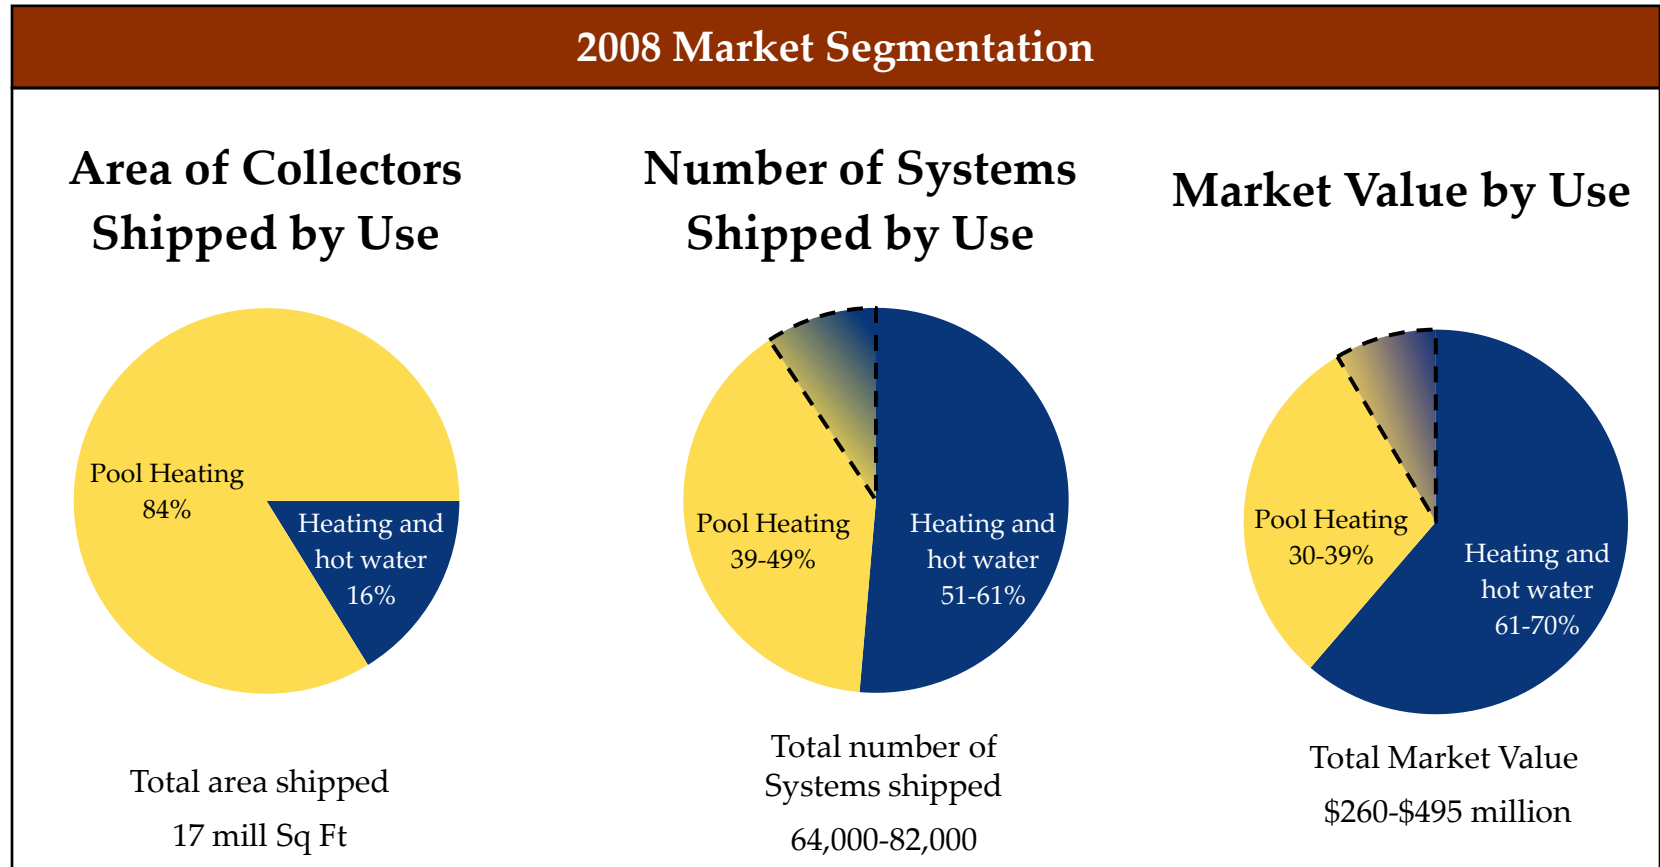 2008 Market Segmentation
Area of Collectors
Shipped by Use
Pool Heating
84%
Heating and
hot water
16%
Total area shipped
17 mill Sq Ft
Number of Systems
Shipped by Use
Pool Heating
39-49%
Heating and
hot water
51-61%
Total number of
Systems shipped
64,000-82,000
Market Value by Use
Pool Heating
30-39%
Heating and
hot water
61-70%
Total Market Value
$260-$495 million